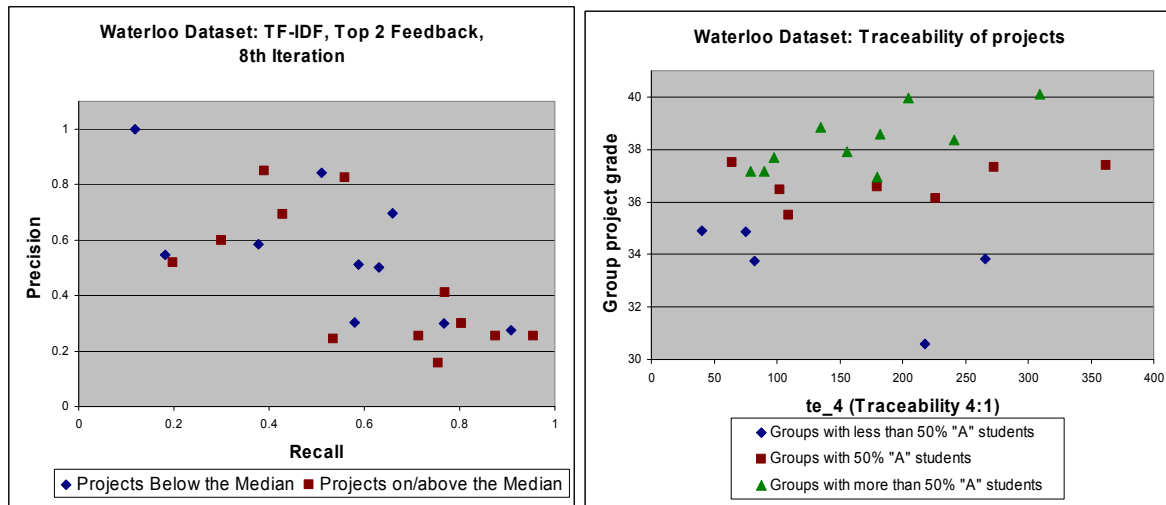 Waterloo Dataset: TF-IDF, Top 2 Feedback,
8th Iteration
1
0.8
0.6
0.4
0.2
0
0
0.2
0.4
0.6
0.8
1
Precision
Recall
Projects Below the Median
Projects on/above the Median
Waterloo Dataset: Traceability of projects
40
38
36
34
32
30
0
50
100
150
200
250
300
350
400
Group project grade
te_4 (Traceability 4:1)
Groups with less than 50% "A" students
Groups with 50% "A" students
Groups with more than 50% "A" students